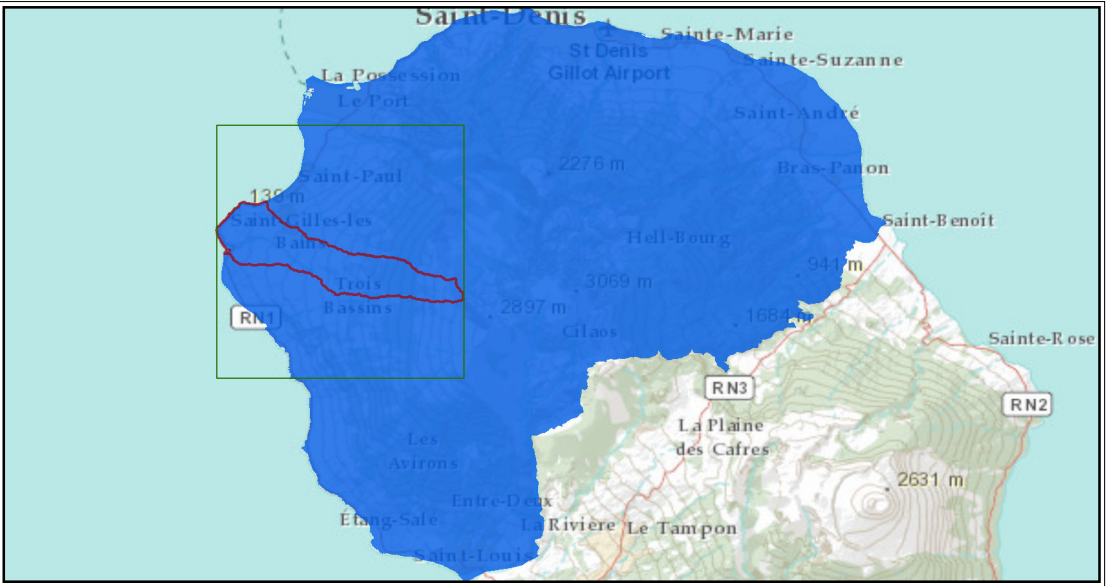 Saint-Denis
Sainte-Marie
St Denis
Gillot Airport
Sainte-Suzanne
La Possession
Le Port
Saint-André
2276 m
Bras-Panon
Saint-Paul
139 m
Saint-Gilles-les
Bains
Saint-Benoît
Hell-Bourg
941 m
3069 m
Trois
Bassins
2897 m
1684 m
RN1
Cilaos
Sainte-Rose
RN3
RN2
La Plaine
des Cafres
Les
Avirons
2631 m
Entre-Deux
Étang-Salé
La Rivière
Le Tampon
Saint-Louis